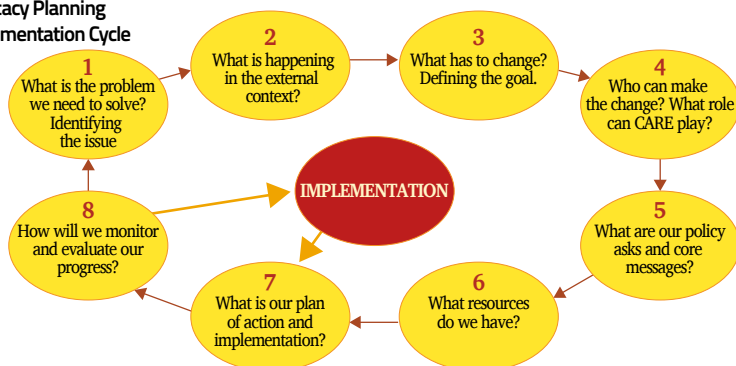 Planning
Cycle
1
What is the problem
we need to solve?
Identifying
the issue
2
What is happening
in the external
context?
3
What has to change?
Defining the goal.
4
Who can make
the change? What role
can CARE play?
IMPLEMENTATION
8
How will we monitor
and evaluate our
progress?
7
What is our plan
of action and
implementation?
6
What resources
do we have?
5
What are our policy
asks and core
messages?